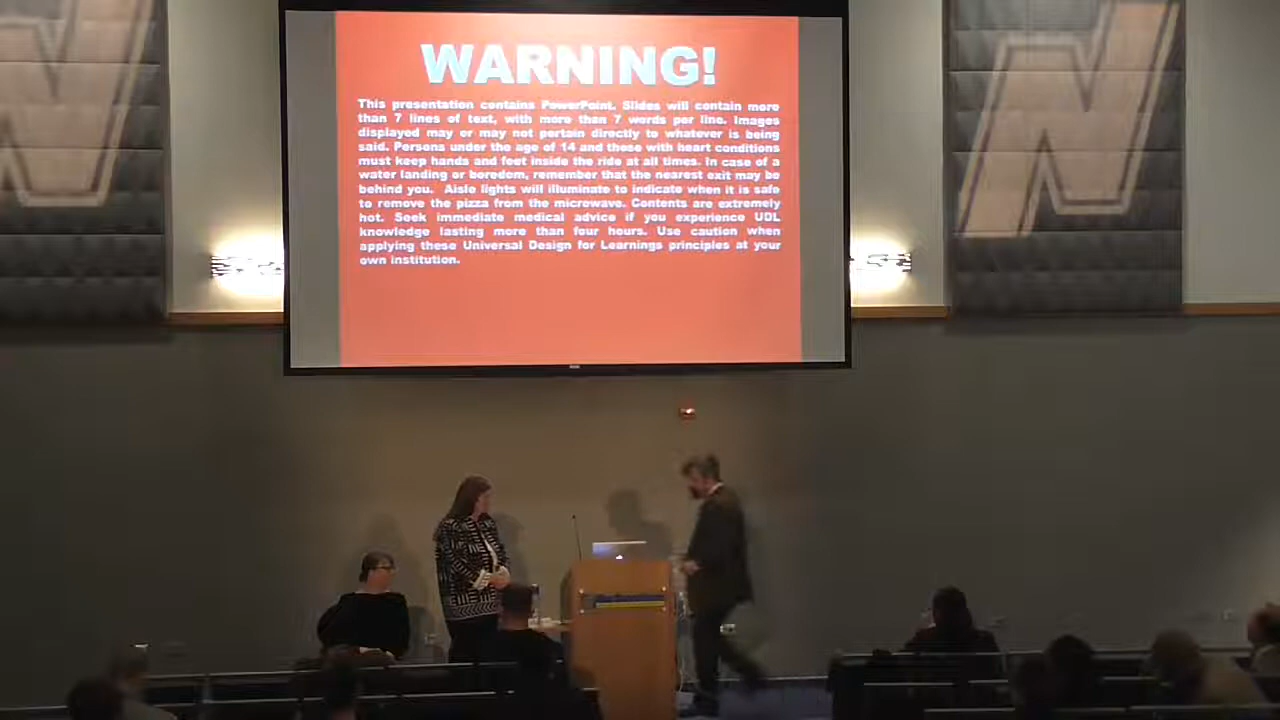 WARNING!
This presentation contains PowerPoint. Slides will contain more
than 7 lines of text, with more than 7 words per line. Images
displayed may or may not pertain directly to whatever is being
said. Persons under the age of 14 and those with heart conditions
must keep hands and feet inside the ride at all times. In case of a
water landing or boredom, remember that the nearest exit may be
behind you. Aisle lights will illuminate to indicate when it is safe
to remove the pizza from the microwave. Contents are extremely
hot. Seek immediate medical advice if you experience UDL
knowledge lasting more than four hours. Use caution when
applying these Universal Design for Learnings principles at your
own institution.
N
N